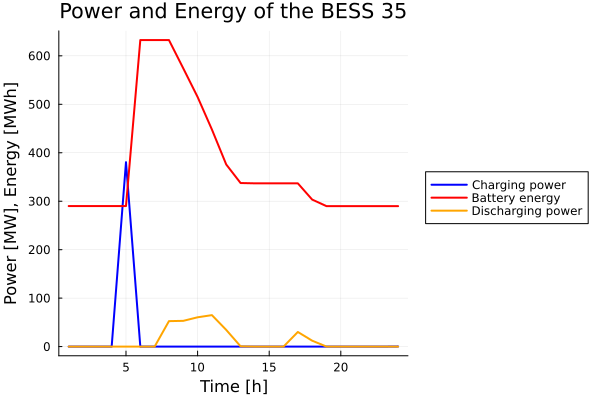 Power and Energy of the BESS 35
Power [MW], Energy [MWh]
600
500
400
300
200
100
0
5
10
15
20
Time [h]
Charging power
Battery energy
Discharging power